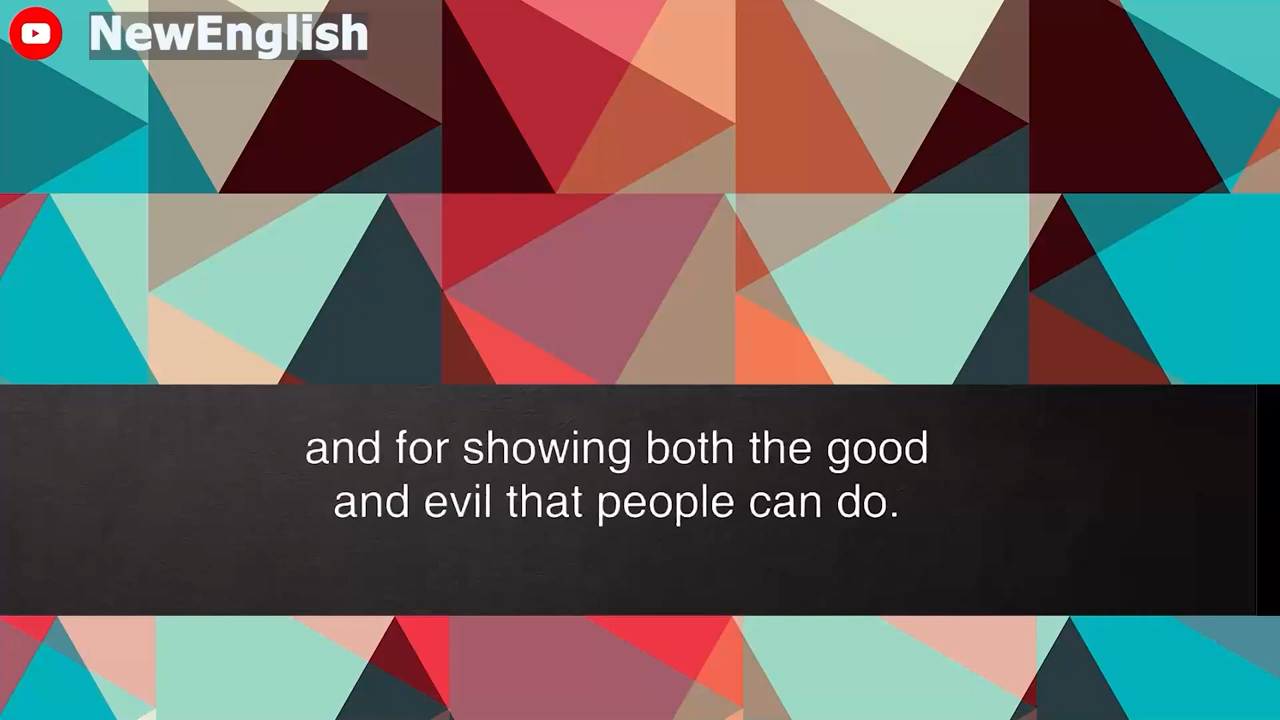 NewEnglish
and for showing both the good
and evil that people can do.